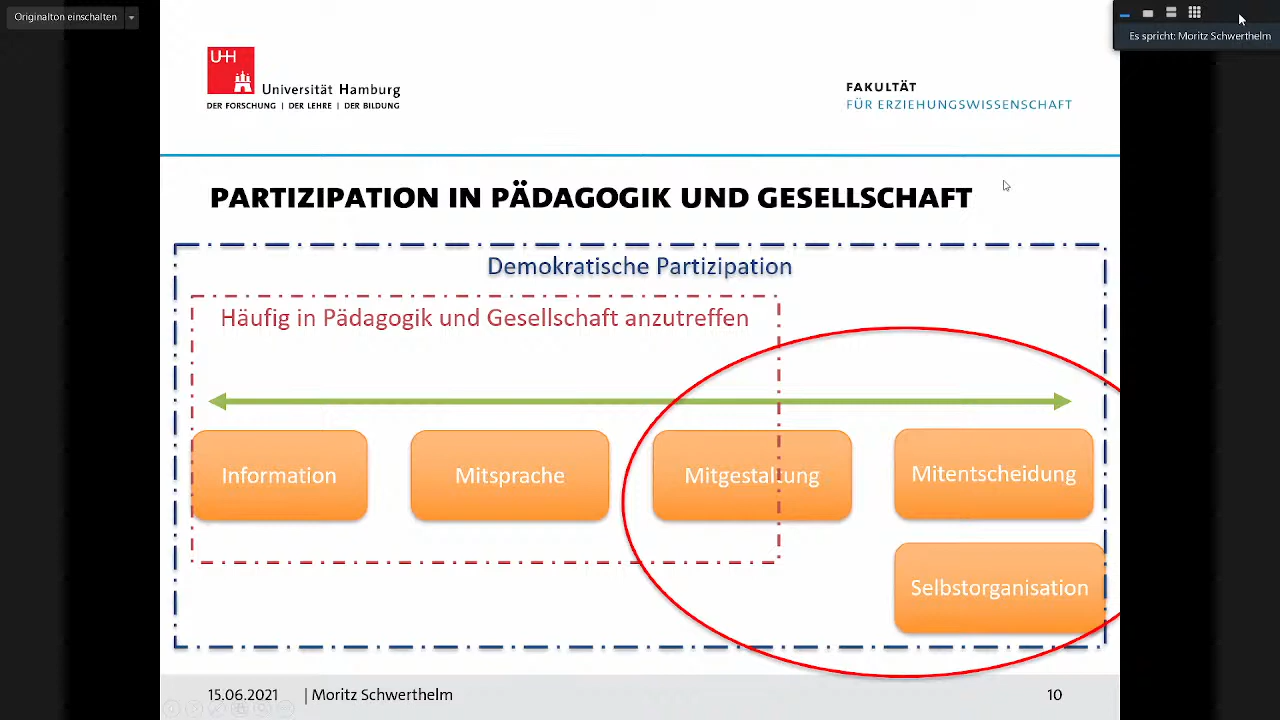 Originalton einschalten
Es spricht: Moritz Schwerthelm
UHH
Universität Hamburg
DER FORSCHUNG | DER LEHRE | DER BILDUNG
FAKULTÄT
FÜR ERZIEHUNGSWISSENSCHAFT
PARTIZIPATION IN PÄDAGOGIK UND GESELLSCHAFT
Demokratische Partizipation
Häufig in Pädagogik und Gesellschaft anzutreffen
Information
Mitsprache
Mitgestaltung
Mitentscheidung
Selbstorganisation
15.06.2021 | Moritz Schwerthelm
10